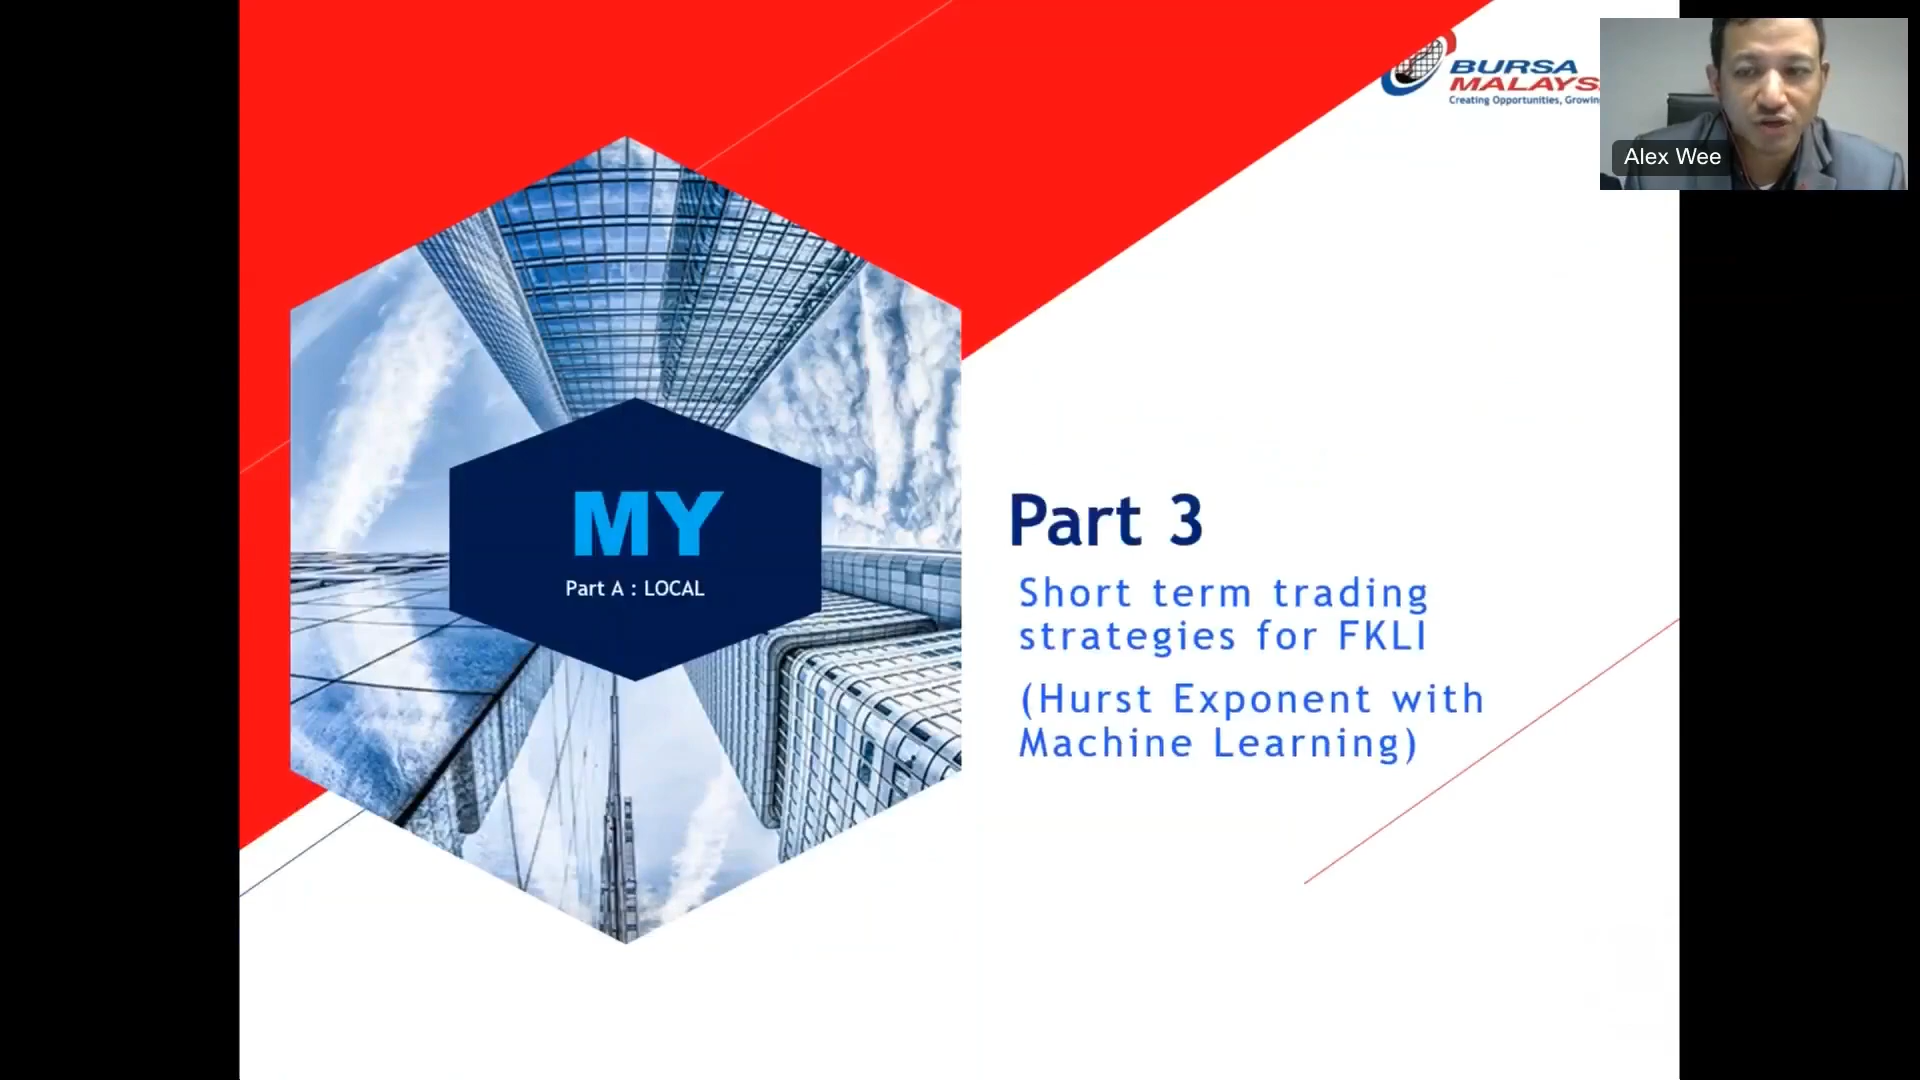 BURSA
MALAYS
Creating Opportunities, Growin
Alex Wee
MY
Part A : LOCAL
Part 3
Short term trading
strategies for FKLI
(Hurst Exponent with
Machine Learning)